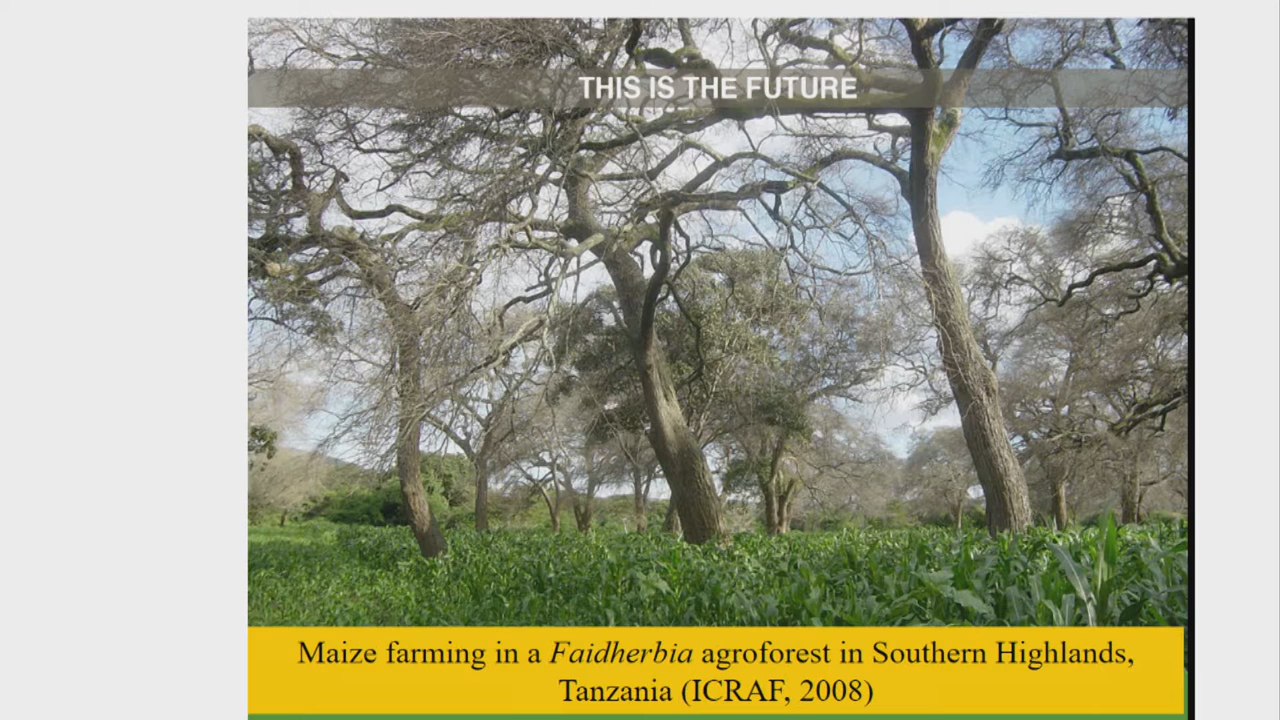 THIS IS THE FUTURE
Maize farming in a Faidherbia agroforest in Southern Highlands,
Tanzania (ICRAF, 2008)